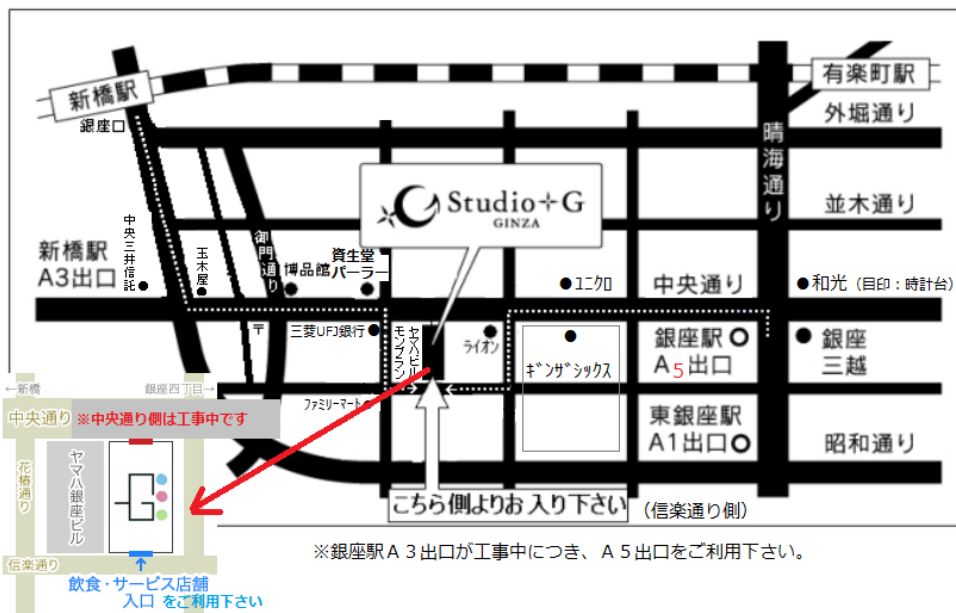 新橋駅
銀座口
有楽町駅
外堀通り
晴海通り
Studio+G
GINZA
並木通り
新橋駅
A3出口
中央三井信託
玉木屋
御門通り
博品館
資生堂
パーラー
ユニクロ
中央通り
和光（目印：時計台）
〒
三菱UFJ銀行
ヤマハビル
モンブラン
ライオン
ｷﾞﾝｻﾞｼｯｸｽ
銀座駅
A5出口
銀座
三越
ファミリーマート
東銀座駅
A1出口
昭和通り
こちら側よりお入り下さい
（信楽通り側）
※銀座駅A３出口が工事中につき、A５出口をご利用下さい。
←新橋
銀座四丁目→
中央通り ※中央通り側は工事中です
花椿通り
ヤマハ銀座ビル
G
信楽通り
飲食・サービス店舗
入口 をご利用下さい